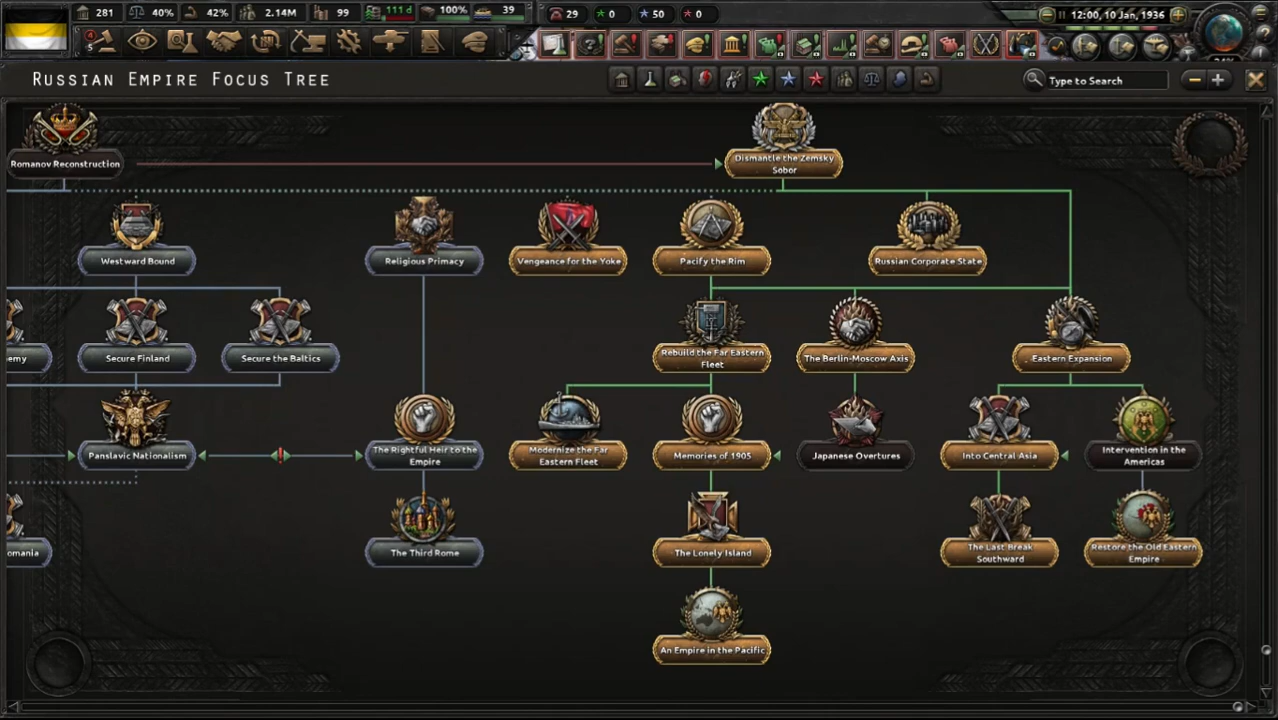 281
40%
42%
2.14M
99
111 d
100%
39
29
0
50
0
12:00, 10 Jan, 1936
5
Russian Empire Focus Tree
Type to Search
Romanov Reconstruction
Dismantle the Zemsky
Sobor
Westward Bound
Religious Primacy
Vengeance for the Yoke
Pacify the Rim
Russian Corporate State
emy
Secure Finland
Secure the Baltics
Rebuild the Far Eastern
Fleet
The Berlin-Moscow Axis
Eastern Expansion
Panslavic Nationalism
The Rightful Heir to the
Empire
Modernize the Far
Eastern Fleet
Memories of 1905
Japanese Overtures
Into Central Asia
Intervention in the
Americas
omania
The Third Rome
The Lonely Island
The Last Break
Southward
Restore the Old Eastern
Empire
An Empire in the Pacific